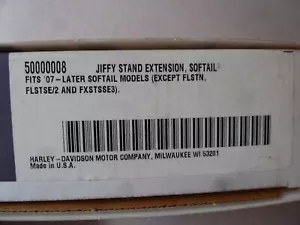 50000008 JIFFY STAND EXTENSION, SOFTAIL®
FITS '07-LATER SOFTAIL MODELS (EXCEPT FLSTN,
FLSTSE/2 AND FXSTSSE3).
HARLEY-DAVIDSON MOTOR COMPANY, MILWAUKEE WI 53201
Made in U.S.A.